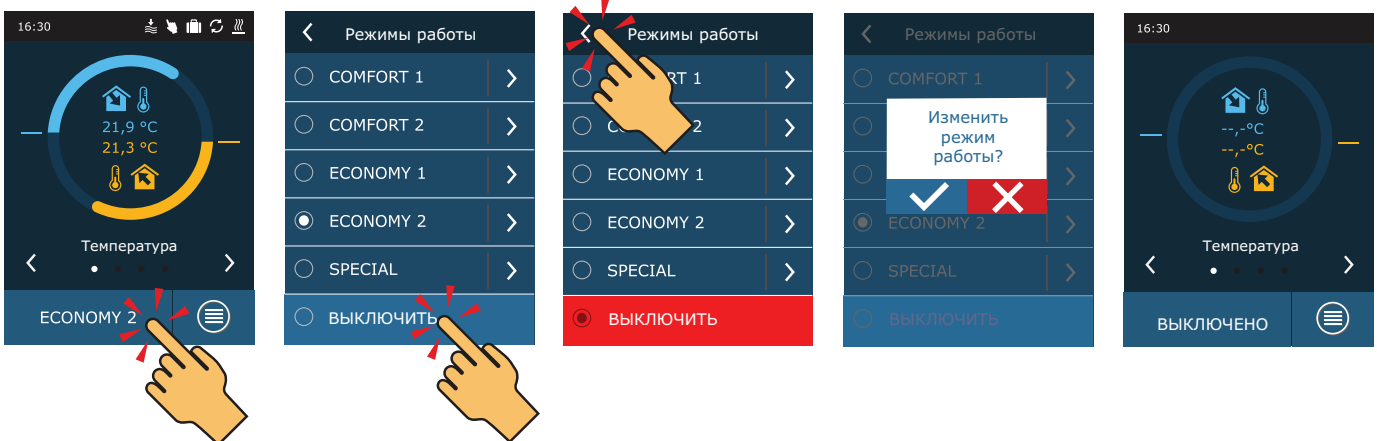 16:30
21,9 °C
21,3 °C
Температура
ECONOMY 2
Режимы работы
COMFORT 1
COMFORT 2
ECONOMY 1
ECONOMY 2
SPECIAL
ВЫКЛЮЧИТЬ
Режимы работы
RT 1
2
ECONOMY 1
ECONOMY 2
SPECIAL
ВЫКЛЮЧИТЬ
Режимы работы
COMFORT 1
Изменить
режим
работы?
ECONOMY 2
SPECIAL
ВЫКЛЮЧИТЬ
16:30
--,-°C
--,-°C
Температура
ВЫКЛЮЧЕНО